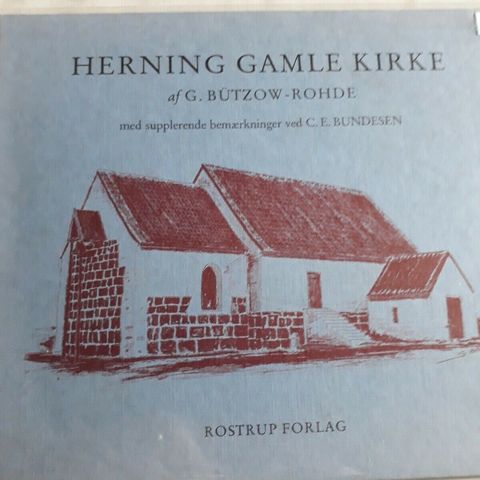 HERNING GAMLE KIRKE
af G. BÜTZOW-ROHDE
med supplerende bemærkninger ved C. E. BUNDESEN
ROSTRUP FORLAG